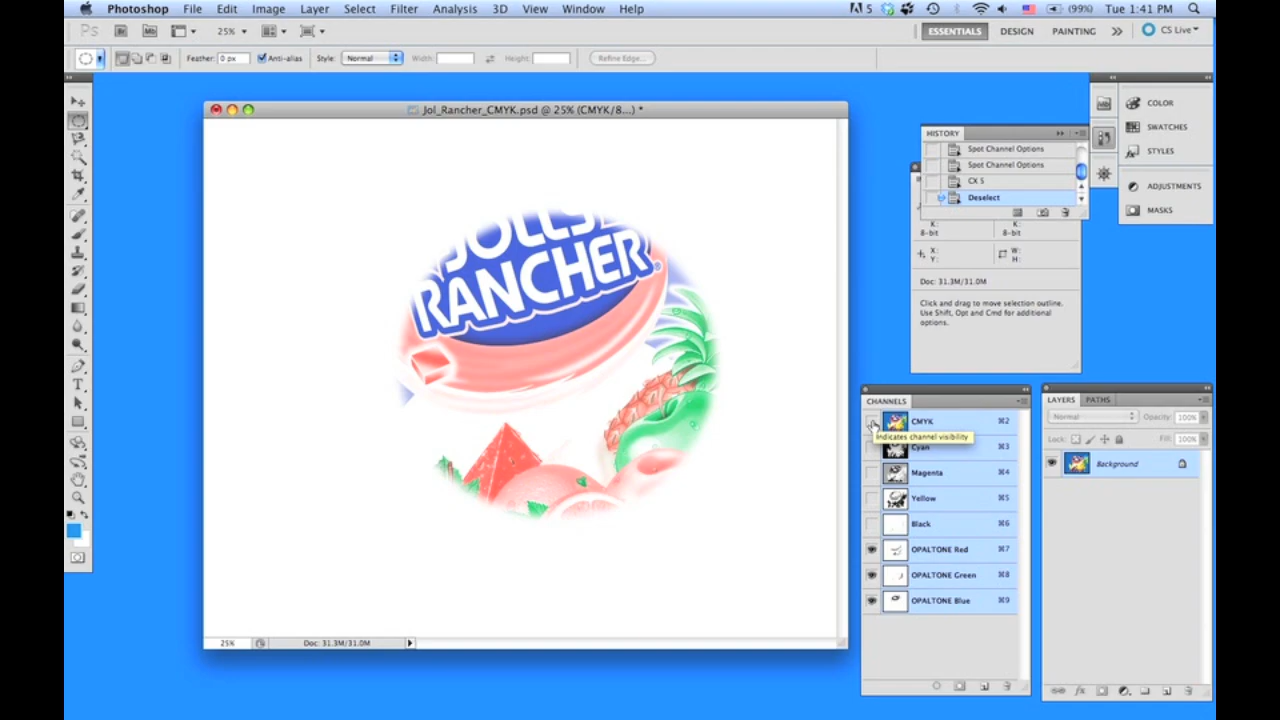 Photoshop File Edit Image Layer Select Filter Analysis 3D View Window Help 5 (99%) Tue 1:41 PM
Ps Br Mb 25% ESSENTIALS DESIGN PAINTING CS Live
Feather: 0 px Anti-alias Style: Normal Width: Height: Refine Edge...
Jol_Rancher_CMYK.psd @ 25% (CMYK/8...) *
JOLLY
RANCHER®
25% Doc: 31.3M/31.0M
HISTORY
Spot Channel Options
Spot Channel Options
CX 5
Deselect
K: K:
8-bit 8-bit
X: W:
Y: H:
Doc: 31.3M/31.0M
Click and drag to move selection outline.
Use Shift, Opt and Cmd for additional
options.
COLOR
SWATCHES
STYLES
ADJUSTMENTS
MASKS
CHANNELS
CMYK ⌘2
Indicates channel visibility
Cyan ⌘3
Magenta ⌘4
Yellow ⌘5
Black ⌘6
OPALTONE Red ⌘7
OPALTONE Green ⌘8
OPALTONE Blue ⌘9
LAYERS PATHS
Normal Opacity: 100%
Lock: Fill: 100%
Background